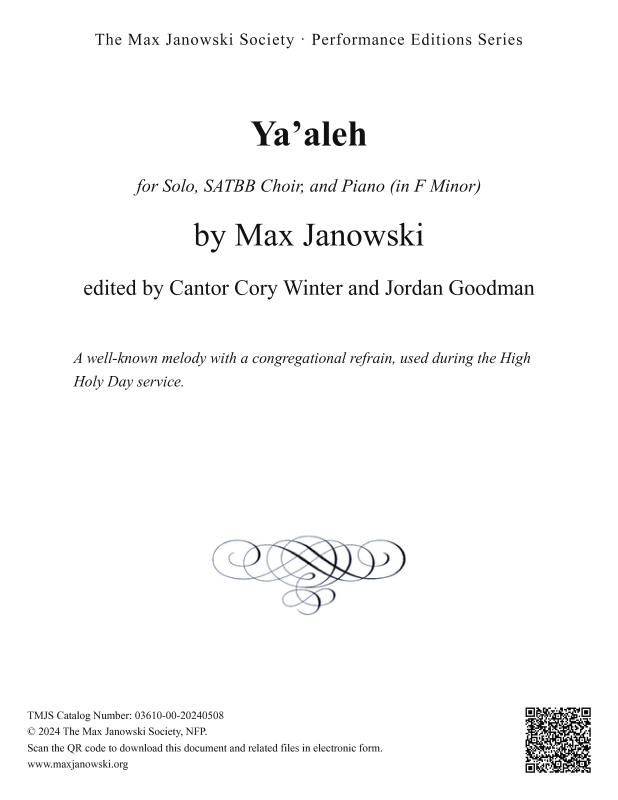 The Max Janowski Society · Performance Editions Series
Ya’aleh
for Solo, SATBB Choir, and Piano (in F Minor)
by Max Janowski
edited by Cantor Cory Winter and Jordan Goodman
A well-known melody with a congregational refrain, used during the High
Holy Day service.
TMJS Catalog Number: 03610-00-20240508
© 2024 The Max Janowski Society, NFP.
Scan the QR code to download this document and related files in electronic form.
www.maxjanowski.org